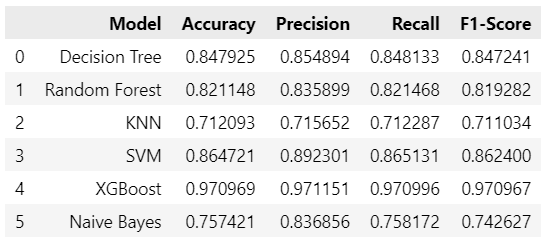 Model Accuracy Precision Recall F1-Score
0 Decision Tree 0.847925 0.854894 0.848133 0.847241
1 Random Forest 0.821148 0.835899 0.821468 0.819282
2 KNN 0.712093 0.715652 0.712287 0.711034
3 SVM 0.864721 0.892301 0.865131 0.862400
4 XGBoost 0.970969 0.971151 0.970996 0.970967
5 Naive Bayes 0.757421 0.836856 0.758172 0.742627